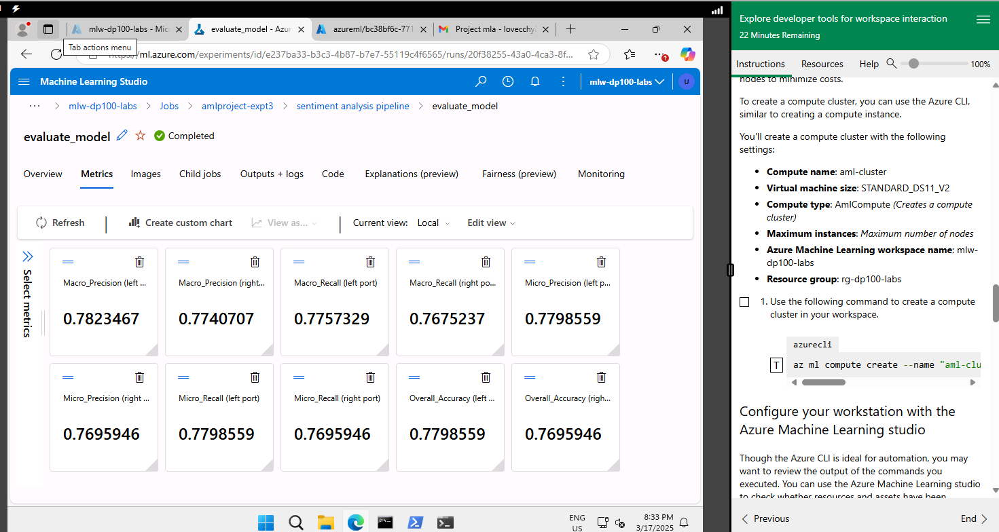 mlw-dp100-labs - Mic
evaluate_model - Azur
azureml/bc38bf6c-771
Project mla - lovecchy
Tab actions menu
https://ml.azure.com/experiments/id/e237ba33-b3c3-4b87-b7e7-55119c4f6565/runs/20f38255-43a0-4ca3-8f...
Machine Learning Studio
mlw-dp100-labs
U
... > mlw-dp100-labs > Jobs > amlproject-expt3 > sentiment analysis pipeline > evaluate_model
evaluate_model
Completed
Overview Metrics Images Child jobs Outputs + logs Code Explanations (preview) Fairness (preview) Monitoring
Refresh
Create custom chart
View as...
Current view: Local
Edit view
Select metrics
Macro_Precision (left ...
0.7823467
Macro_Precision (right...
0.7740707
Macro_Recall (left port)
0.7757329
Macro_Recall (right po...
0.7675237
Micro_Precision (left p...
0.7798559
Micro_Precision (right ...
0.7695946
Micro_Recall (left port)
0.7798559
Micro_Recall (right port)
0.7695946
Overall_Accuracy (left ...
0.7798559
Overall_Accuracy (righ...
0.7695946
ENG
US
8:33 PM
3/17/2025
Explore developer tools for workspace interaction
22 Minutes Remaining
Instructions Resources Help 100%
nodes to minimize costs.
To create a compute cluster, you can use the Azure CLI,
similar to creating a compute instance.
You'll create a compute cluster with the following
settings:
• Compute name: aml-cluster
• Virtual machine size: STANDARD_DS11_V2
• Compute type: AmlCompute (Creates a compute
cluster)
• Maximum instances: Maximum number of nodes
• Azure Machine Learning workspace name: mlw-
dp100-labs
• Resource group: rg-dp100-labs
1. Use the following command to create a compute
cluster in your workspace.
azurecli
T
az ml compute create --name "aml-clu
Configure your workstation with the
Azure Machine Learning studio
Though the Azure CLI is ideal for automation, you may
want to review the output of the commands you
executed. You can use the Azure Machine Learning studio
to check whether resources and assets have been
Previous
End